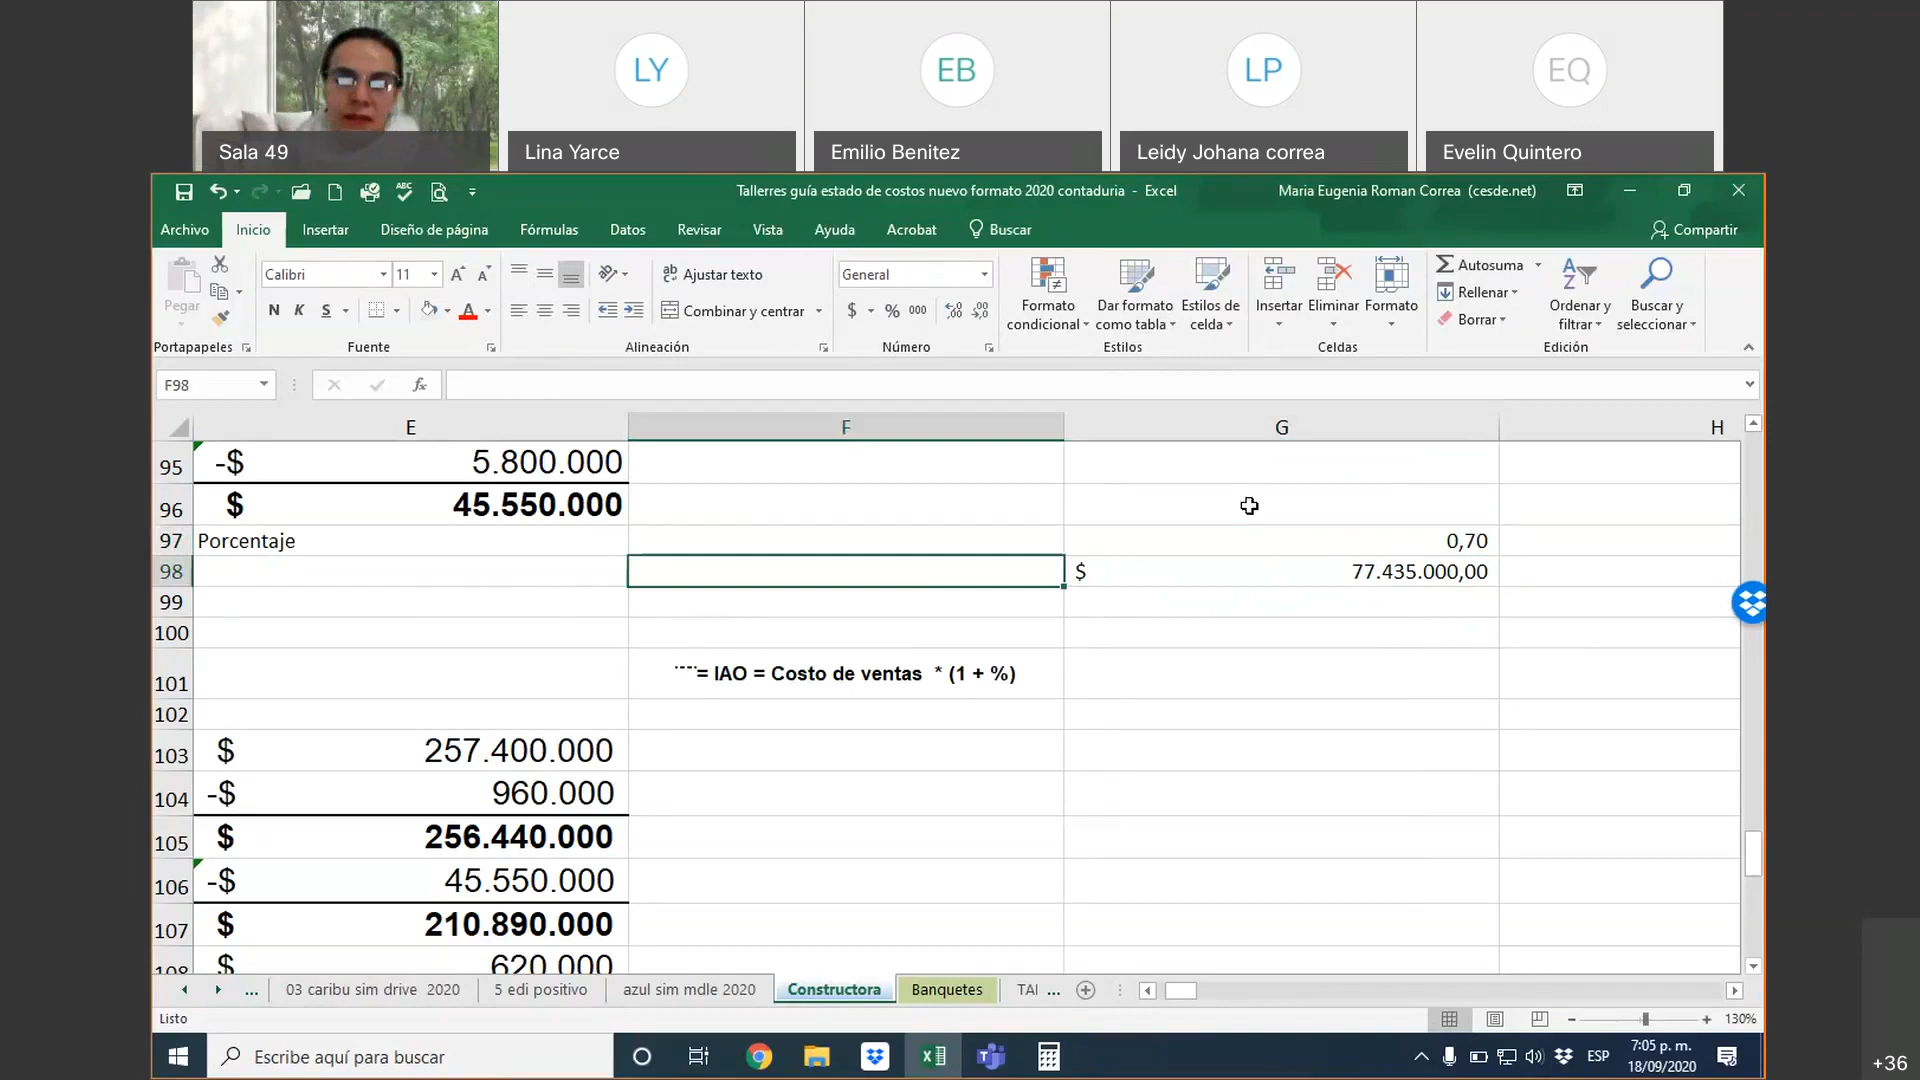 LY
EB
LP
EQ
Sala 49
Lina Yarce
Emilio Benitez
Leidy Johana correa
Evelin Quintero
Tallerres guía estado de costos nuevo formato 2020 contaduria - Excel
Maria Eugenia Roman Correa (cesde.net)
Archivo
Inicio
Insertar
Diseño de página
Fórmulas
Datos
Revisar
Vista
Ayuda
Acrobat
Buscar
Compartir
Pegar
Portapapeles
Calibri
11
N K S
Fuente
Ajustar texto
Combinar y centrar
Alineación
General
$ % 000
Número
Formato
condicional
Dar formato
como tabla
Estilos de
celda
Estilos
Insertar
Eliminar
Formato
Celdas
Autosuma
Rellenar
Borrar
Ordenar y
filtrar
Buscar y
seleccionar
Edición
F98
fx
E F G H
95 -$ 5.800.000
96 $ 45.550.000
97 Porcentaje 0,70
98 $ 77.435.000,00
99
100
101 = IAO = Costo de ventas * (1 + %)
102
103 $ 257.400.000
104 -$ 960.000
105 $ 256.440.000
106 -$ 45.550.000
107 $ 210.890.000
108 $ 620.000
... 03 caribu sim drive 2020
5 edi positivo
azul sim mdle 2020
Constructora
Banquetes
TAI ...
Listo
130%
Escribe aquí para buscar
ESP
7:05 p. m.
18/09/2020
+36